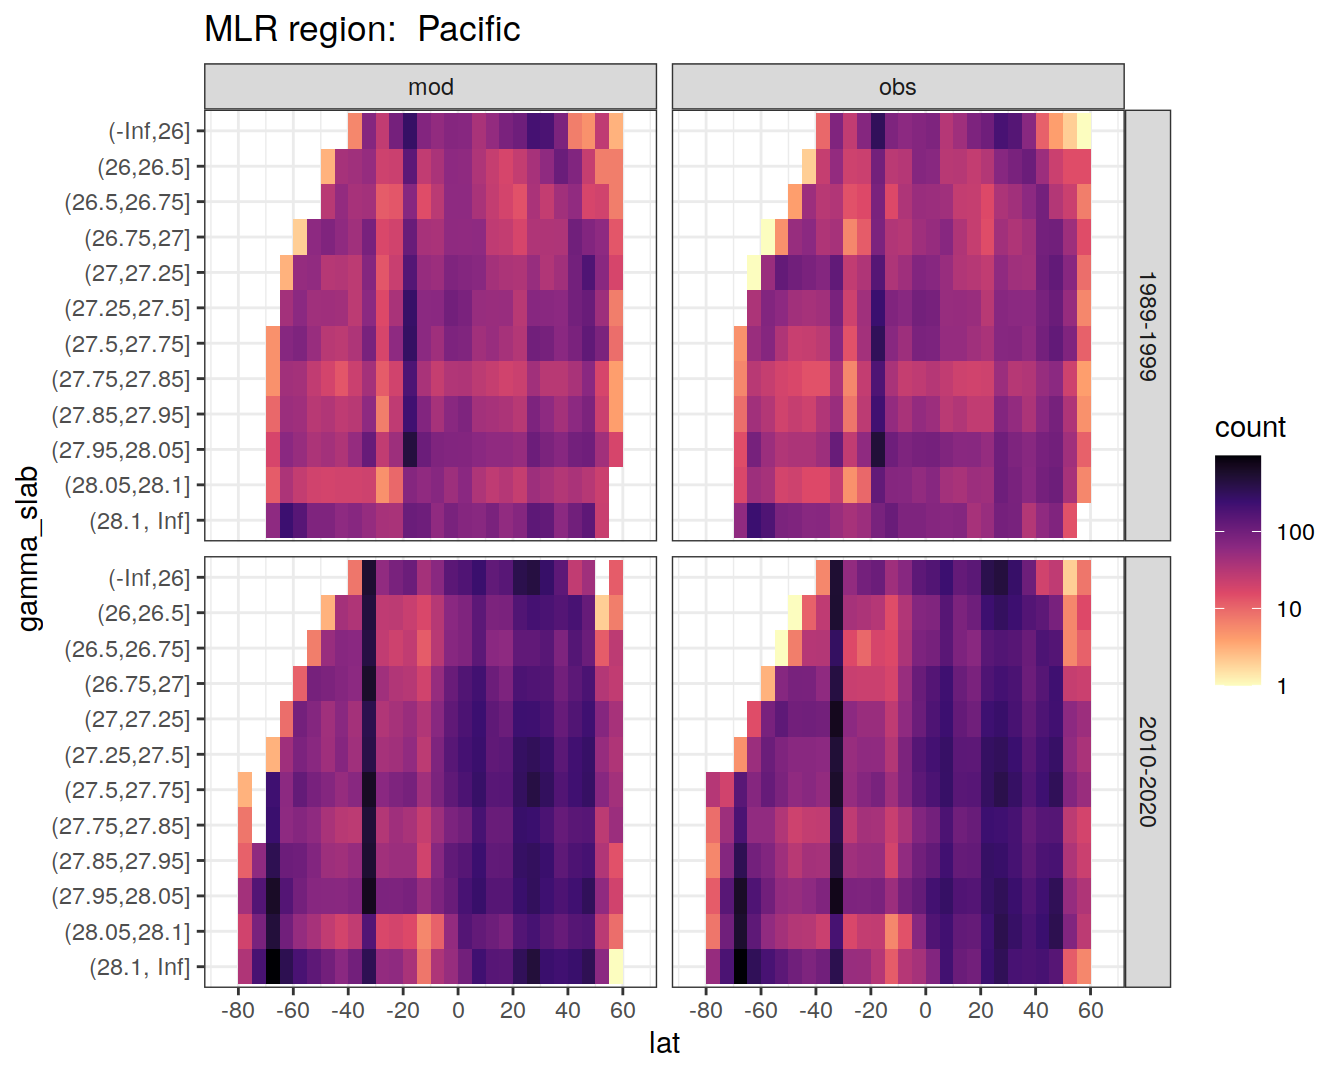 MLR region:  Pacific
mod
obs
(-Inf,26]
(26,26.5]
(26.5,26.75]
(26.75,27]
(27,27.25]
(27.25,27.5]
(27.5,27.75]
(27.75,27.85]
(27.85,27.95]
(27.95,28.05]
(28.05,28.1]
(28.1, Inf]
1989-1999
(-Inf,26]
(26,26.5]
(26.5,26.75]
(26.75,27]
(27,27.25]
(27.25,27.5]
(27.5,27.75]
(27.75,27.85]
(27.85,27.95]
(27.95,28.05]
(28.05,28.1]
(28.1, Inf]
2010-2020
gamma_slab
-80 -60 -40 -20 0 20 40 60
-80 -60 -40 -20 0 20 40 60
lat
count
100
10
1